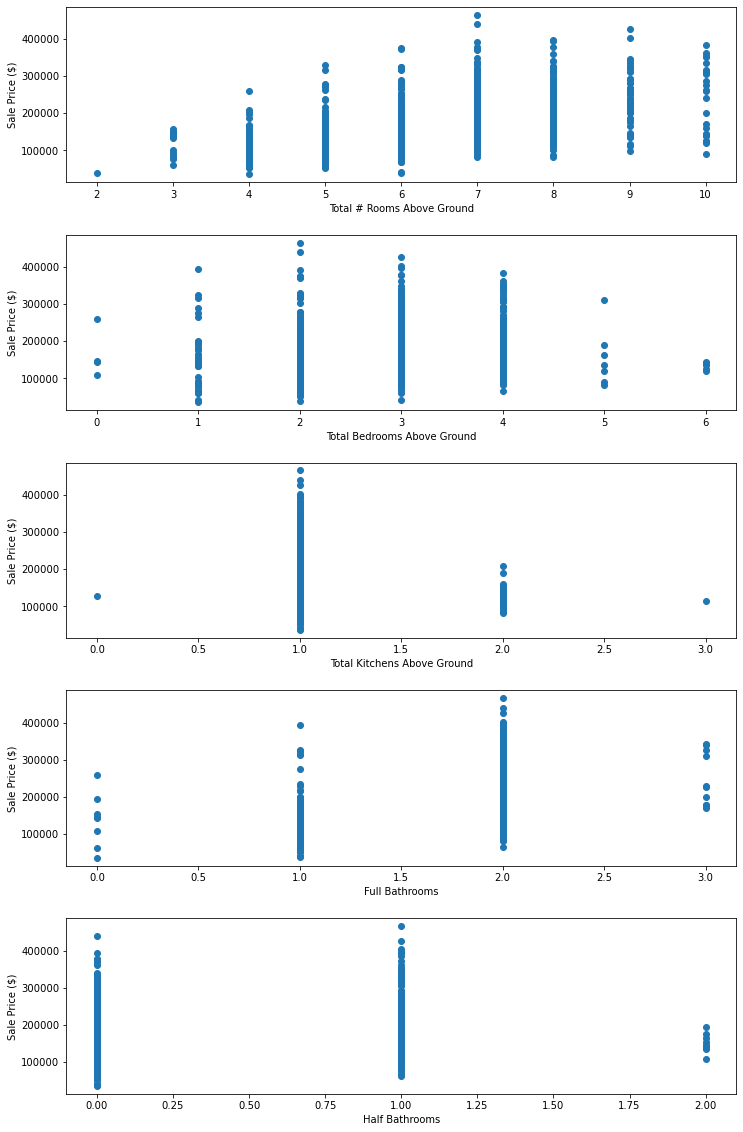 Sale Price ($)
400000
300000
200000
100000
2 3 4 5 6 7 8 9 10
Total # Rooms Above Ground
Sale Price ($)
400000
300000
200000
100000
0 1 2 3 4 5 6
Total Bedrooms Above Ground
Sale Price ($)
400000
300000
200000
100000
0.0 0.5 1.0 1.5 2.0 2.5 3.0
Total Kitchens Above Ground
Sale Price ($)
400000
300000
200000
100000
0.0 0.5 1.0 1.5 2.0 2.5 3.0
Full Bathrooms
Sale Price ($)
400000
300000
200000
100000
0.00 0.25 0.50 0.75 1.00 1.25 1.50 1.75 2.00
Half Bathrooms